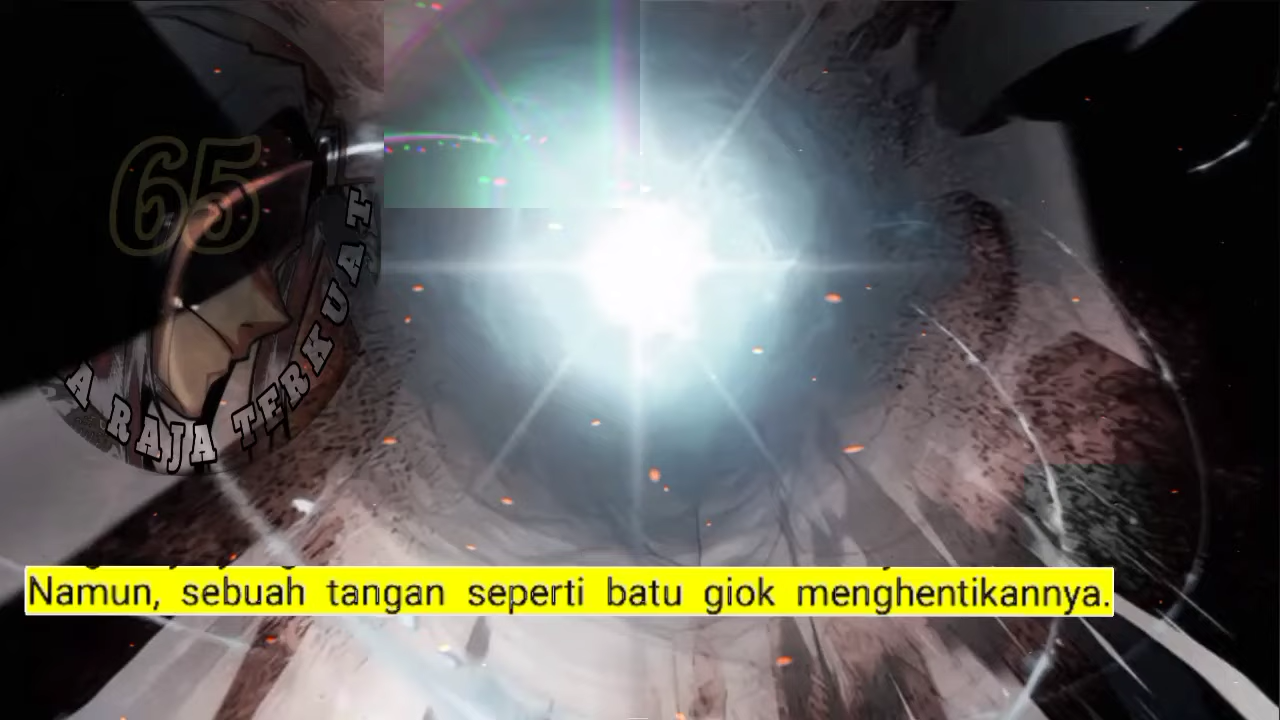 65
A RAJA TERKUAT
Namun, sebuah tangan seperti batu giok menghentikannya.